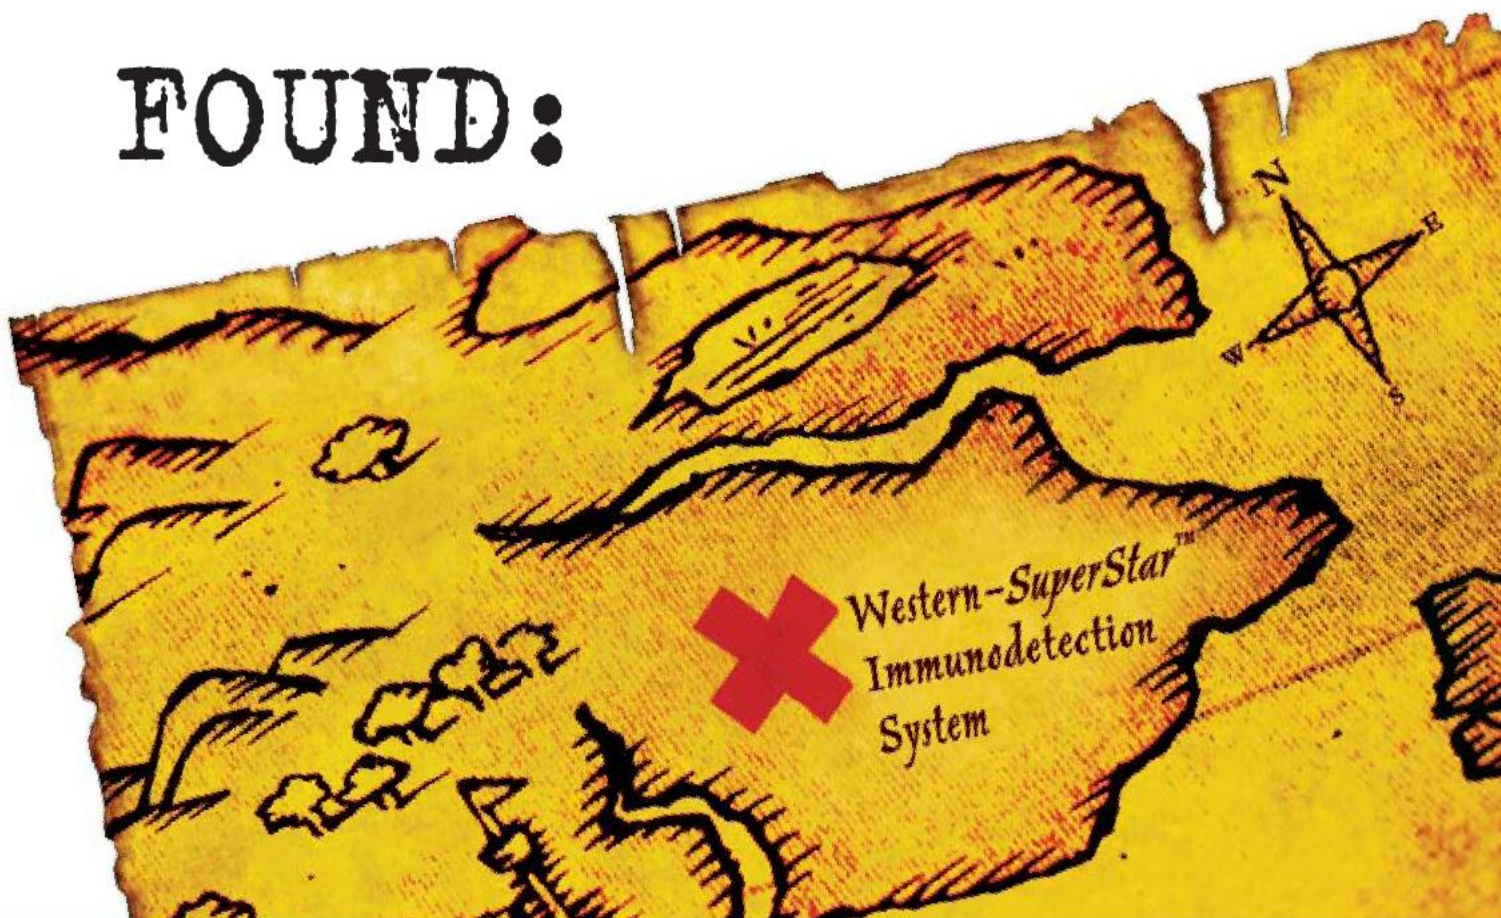 FOUND:
N
E
W
S
Western-SuperStar™
Immunodetection
System